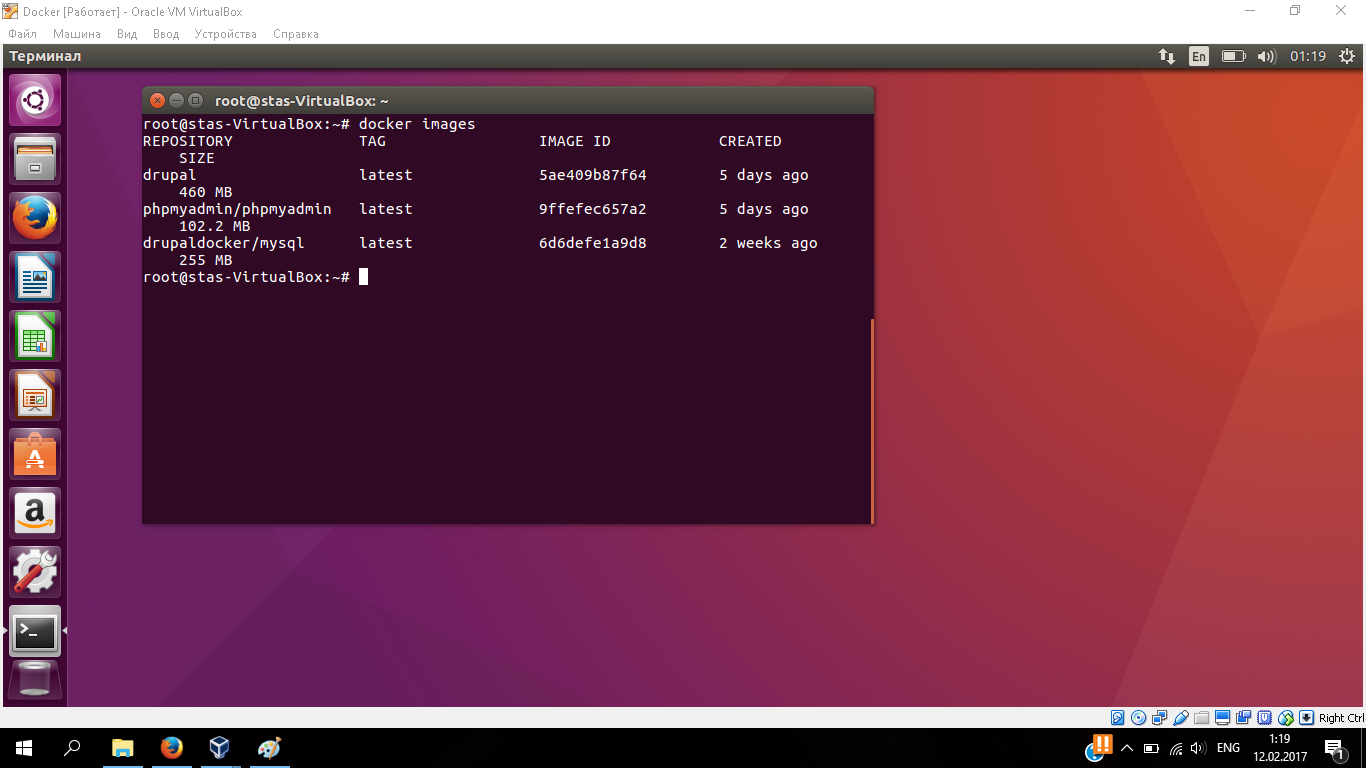 Docker [Работает] - Oracle VM VirtualBox
Файл Машина Вид Ввод Устройства Справка
Терминал En 01:19
root@stas-VirtualBox: ~
root@stas-VirtualBox:~# docker images
REPOSITORY TAG IMAGE ID CREATED
SIZE
drupal latest 5ae409b87f64 5 days ago
460 MB
phpmyadmin/phpmyadmin latest 9ffefec657a2 5 days ago
102.2 MB
drupaldocker/mysql latest 6d6defe1a9d8 2 weeks ago
255 MB
root@stas-VirtualBox:~#
Right Ctrl
ENG 1:19
12.02.2017
1